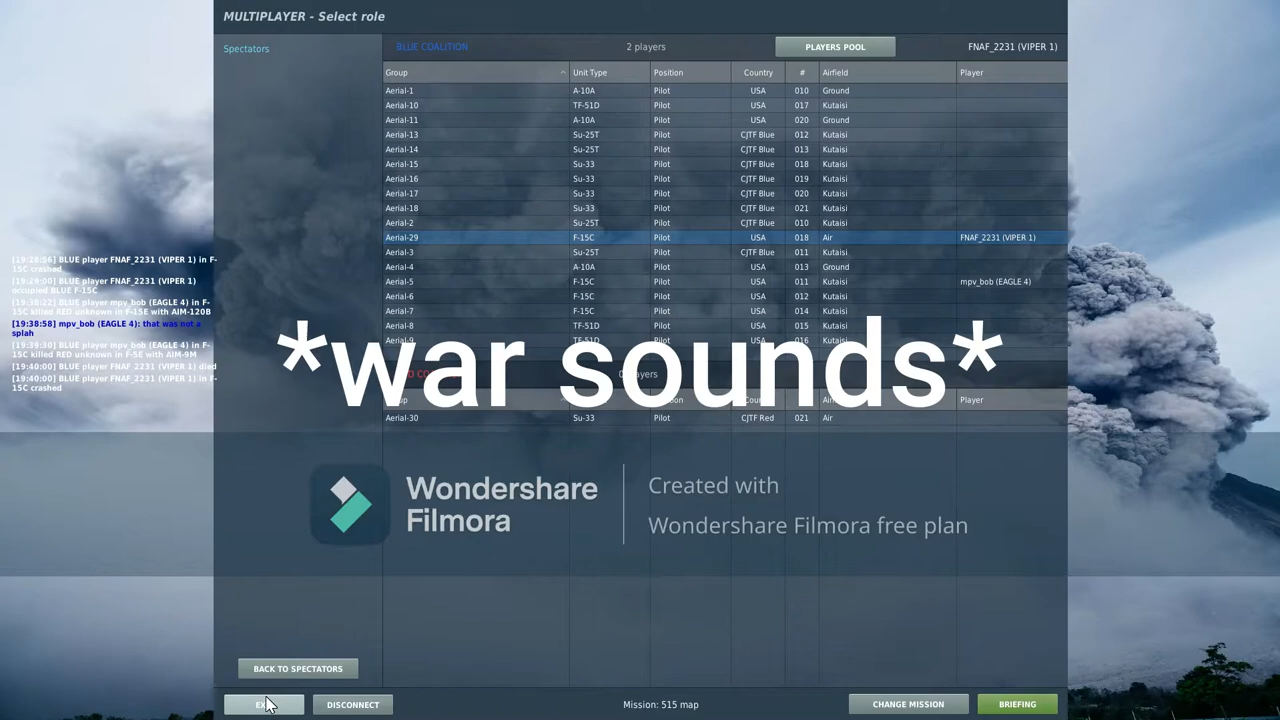 MULTIPLAYER - Select role
Spectators
BLUE COALITION 2 players PLAYERS POOL FNAF_2231 (VIPER 1)
Group Unit Type Position Country # Airfield Player
Aerial-1 A-10A Pilot USA 010 Ground
Aerial-10 TF-51D Pilot USA 017 Kutaisi
Aerial-11 A-10A Pilot USA 020 Ground
Aerial-13 Su-25T Pilot CJTF Blue 012 Kutaisi
Aerial-14 Su-25T Pilot CJTF Blue 013 Kutaisi
Aerial-15 Su-33 Pilot CJTF Blue 018 Kutaisi
Aerial-16 Su-33 Pilot CJTF Blue 019 Kutaisi
Aerial-17 Su-33 Pilot CJTF Blue 020 Kutaisi
Aerial-18 Su-33 Pilot CJTF Blue 021 Kutaisi
Aerial-2 Su-25T Pilot CJTF Blue 010 Kutaisi
Aerial-29 F-15C Pilot USA 018 Air FNAF_2231 (VIPER 1)
Aerial-3 Su-25T Pilot CJTF Blue 011 Kutaisi
Aerial-4 A-10A Pilot USA 013 Ground
Aerial-5 F-15C Pilot USA 011 Kutaisi mpv_bob (EAGLE 4)
Aerial-6 F-15C Pilot USA 012 Kutaisi
Aerial-7 F-15C Pilot USA 014 Kutaisi
Aerial-8 TF-51D Pilot USA 015 Kutaisi
Aerial-9 TF-51D Pilot USA 016 Kutaisi
[19:28:56] BLUE player FNAF_2231 (VIPER 1) in F-
15C crashed
[19:29:00] BLUE player FNAF_2231 (VIPER 1)
occupied BLUE F-15C
[19:38:22] BLUE player mpv_bob (EAGLE 4) in F-
15C killed RED unknown in F-15E with AIM-120B
[19:38:58] mpv_bob (EAGLE 4): that was not a
splah
[19:39:30] BLUE player mpv_bob (EAGLE 4) in F-
15C killed RED unknown in F-5E with AIM-9M
[19:40:00] BLUE player FNAF_2231 (VIPER 1) died
[19:40:00] BLUE player FNAF_2231 (VIPER 1) in F-
15C crashed
*war sounds*
Player
Aerial-30 Su-33 Pilot CJTF Red 021 Air
Wondershare
Filmora
Created with
Wondershare Filmora free plan
BACK TO SPECTATORS
DISCONNECT Mission: 515 map CHANGE MISSION BRIEFING